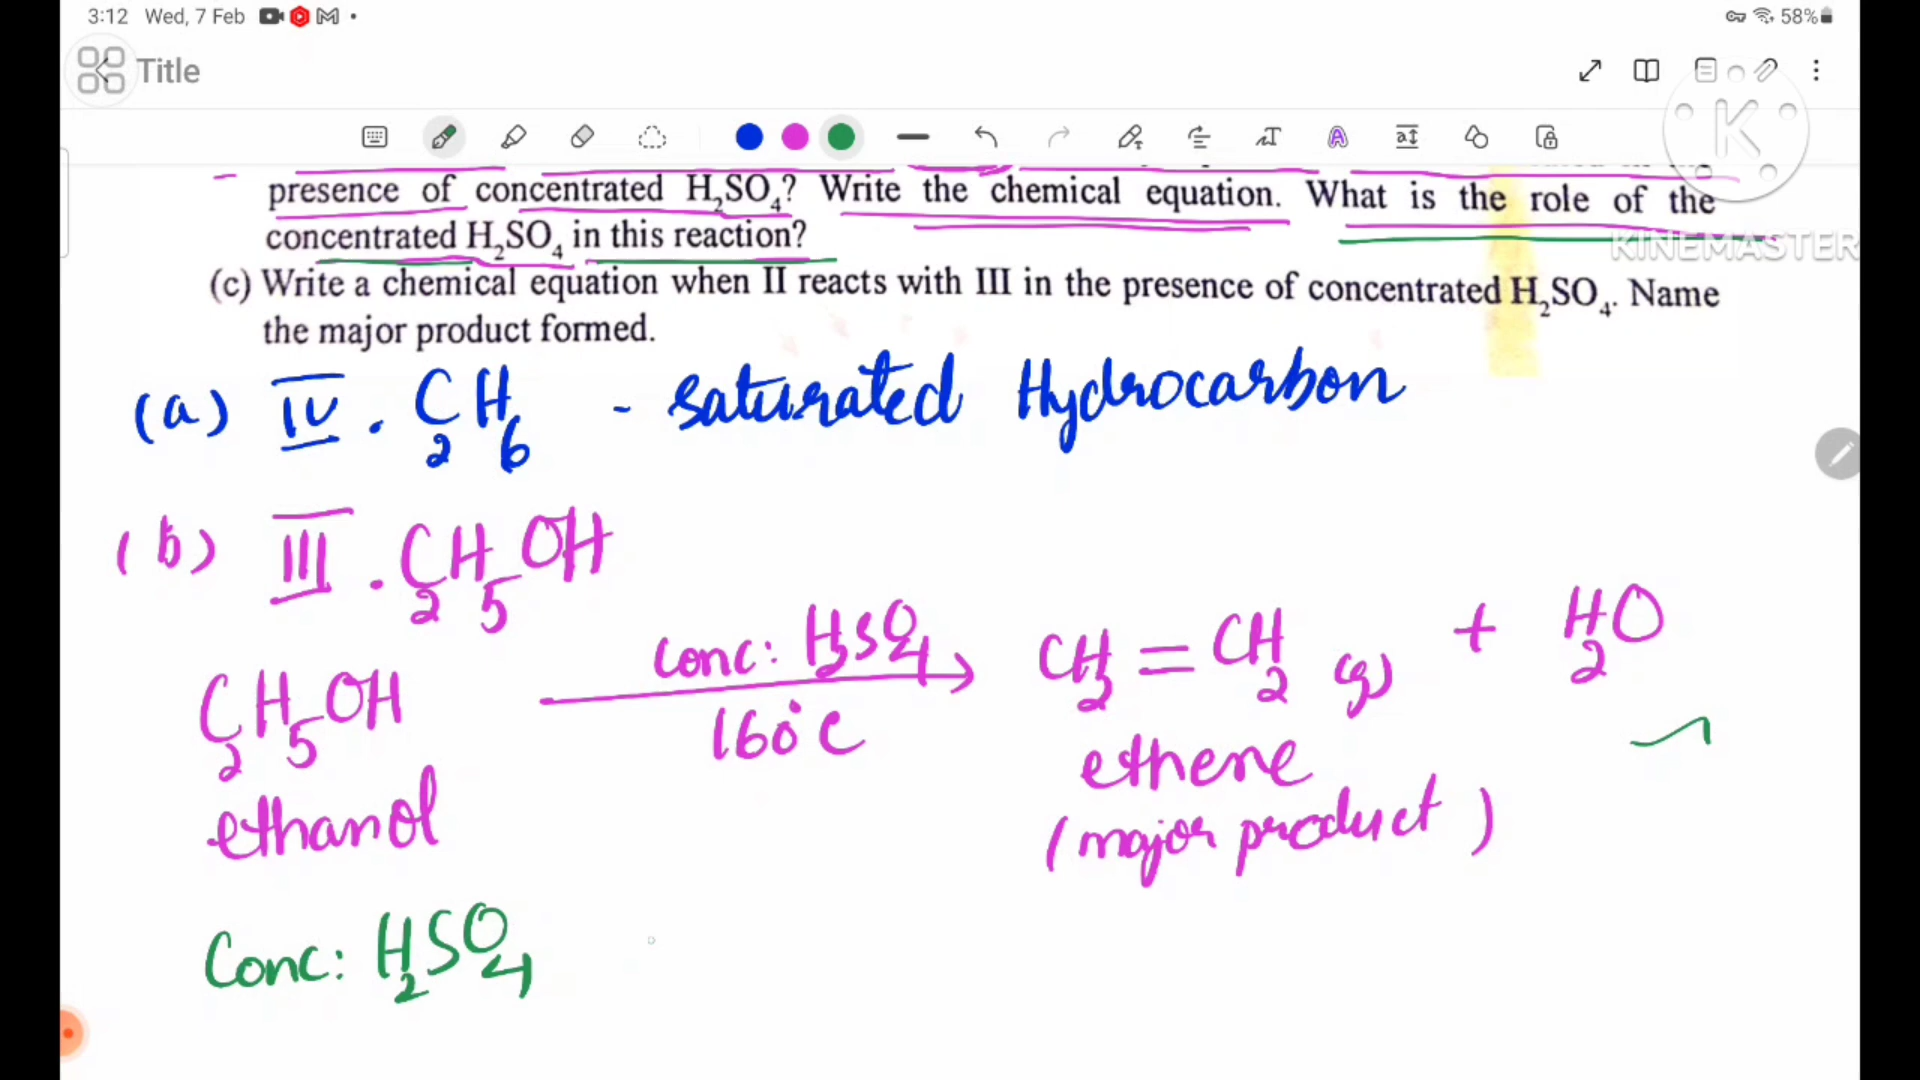 3:12 Wed, 7 Feb 58%
Title
presence of concentrated H₂SO₄? Write the chemical equation. What is the role of the
concentrated H₂SO₄ in this reaction?
KINEMASTER
(c) Write a chemical equation when II reacts with III in the presence of concentrated H₂SO₄. Name
the major product formed.
(a) IV. C₂H₆ - saturated Hydrocarbon
(b) III. C₂H₅OH
C₂H₅OH conc: H₂SO₄ 160°C → CH₂ = CH₂ (g) + H₂O
ethanol ethene
(major product)
Conc: H₂SO₄